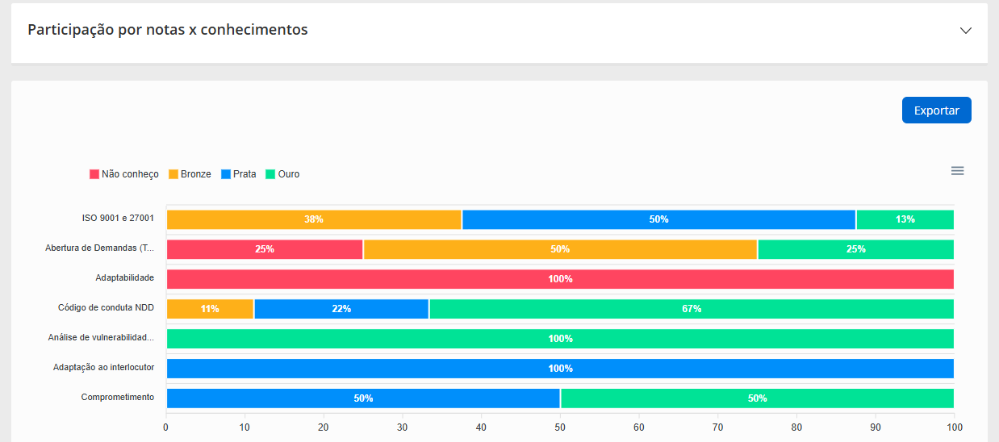 Participação por notas x conhecimentos
Exportar
Não conheço Bronze Prata Ouro
ISO 9001 e 27001 38% 50% 13%
Abertura de Demandas (T... 25% 50% 25%
Adaptabilidade 100%
Código de conduta NDD 11% 22% 67%
Análise de vulnerabilidad... 100%
Adaptação ao interlocutor 100%
Comprometimento 50% 50%
0 10 20 30 40 50 60 70 80 90 100